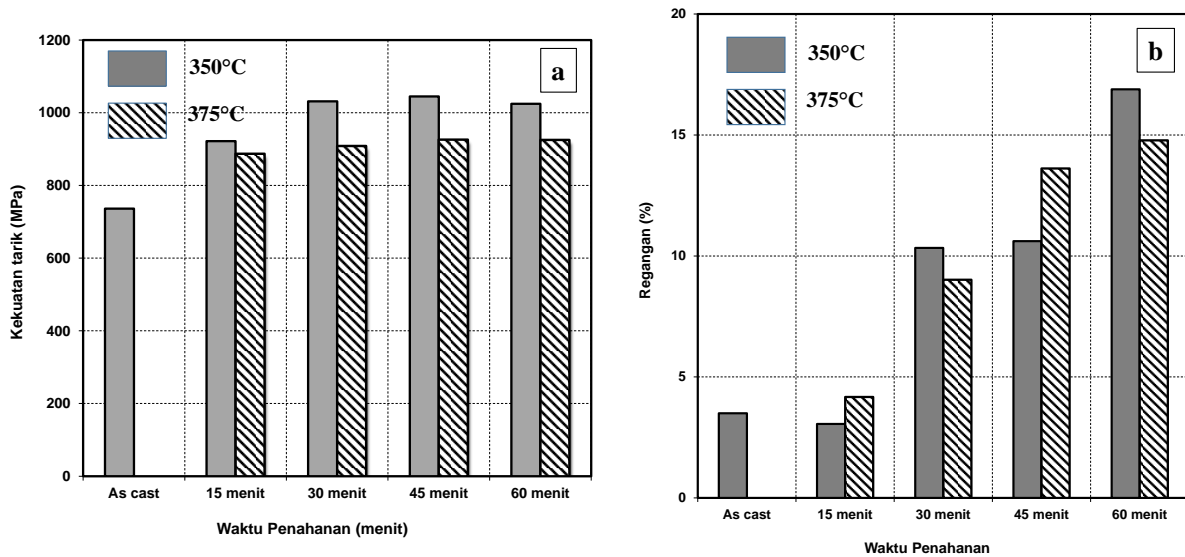 Kekuatan tarik (MPa)
1200
1000
800
600
400
200
0
350°C
375°C
a
As cast
15 menit
30 menit
45 menit
60 menit
Waktu Penahanan (menit)
Regangan (%)
20
15
10
5
0
350°C
375°C
b
As cast
15 menit
30 menit
45 menit
60 menit
Waktu Penahanan